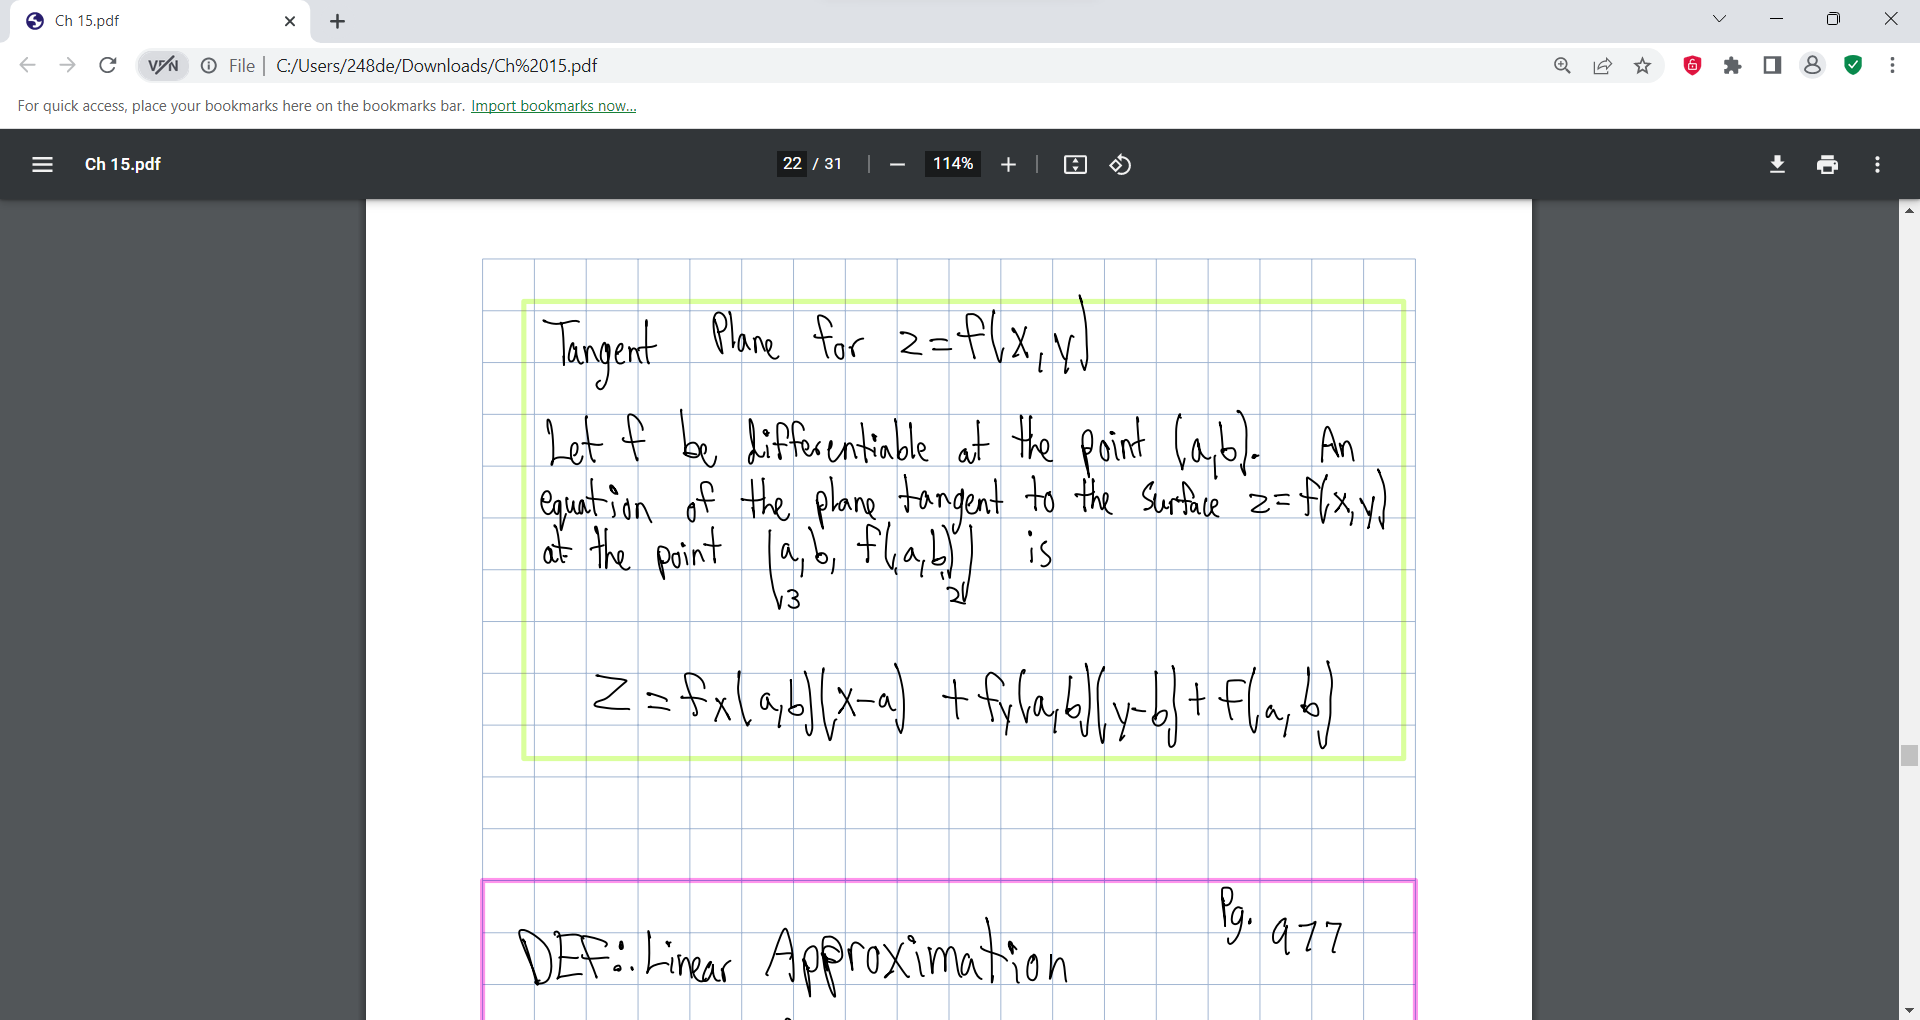 Ch 15.pdf
VPN File C:/Users/248de/Downloads/Ch%2015.pdf
For quick access, place your bookmarks here on the bookmarks bar. Import bookmarks now...
Ch 15.pdf 22 / 31 114%
Tangent Plane for z=f(x,y)
Let f be differentiable at the point (a,b). An
equation of the plane tangent to the surface z=f(x,y)
at the point (a,b, f(a,b)) is
3 2
z=fx(a,b)(x-a) +fy(a,b)(y-b)+f(a,b)
Pg. 977
DEF:. Linear Approximation